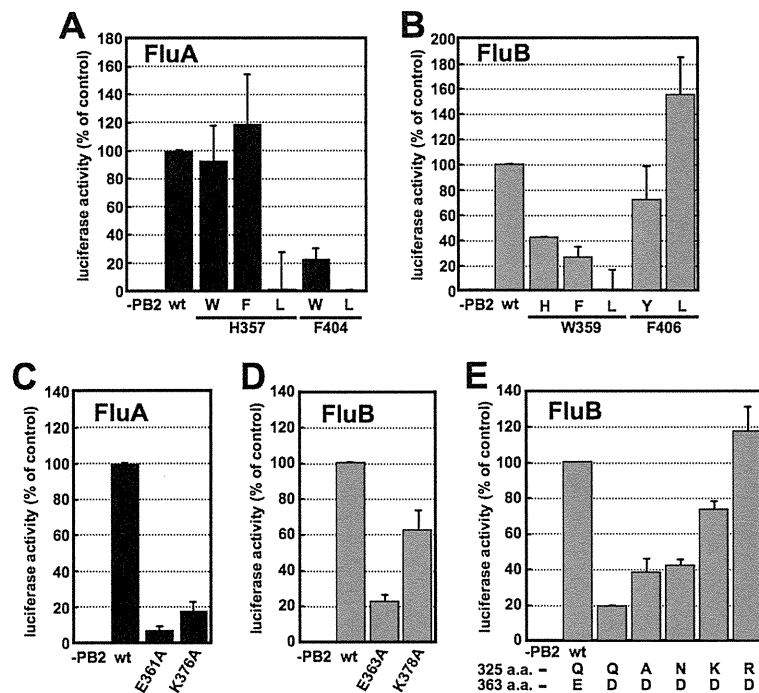 A
FluA
luciferase activity (% of control)
180
160
140
120
100
80
60
40
20
0
-PB2 wt W F L W L
H357 F404
B
FluB
luciferase activity (% of control)
200
180
160
140
120
100
80
60
40
20
0
-PB2 wt H F L Y L
W359 F406
C
FluA
luciferase activity (% of control)
140
120
100
80
60
40
20
0
-PB2 wt E361A K376A
D
FluB
luciferase activity (% of control)
140
120
100
80
60
40
20
0
-PB2 wt E363A K378A
E
FluB
luciferase activity (% of control)
140
120
100
80
60
40
20
0
-PB2 wt
325 a.a. – Q Q A N K R
363 a.a. – E D D D D D